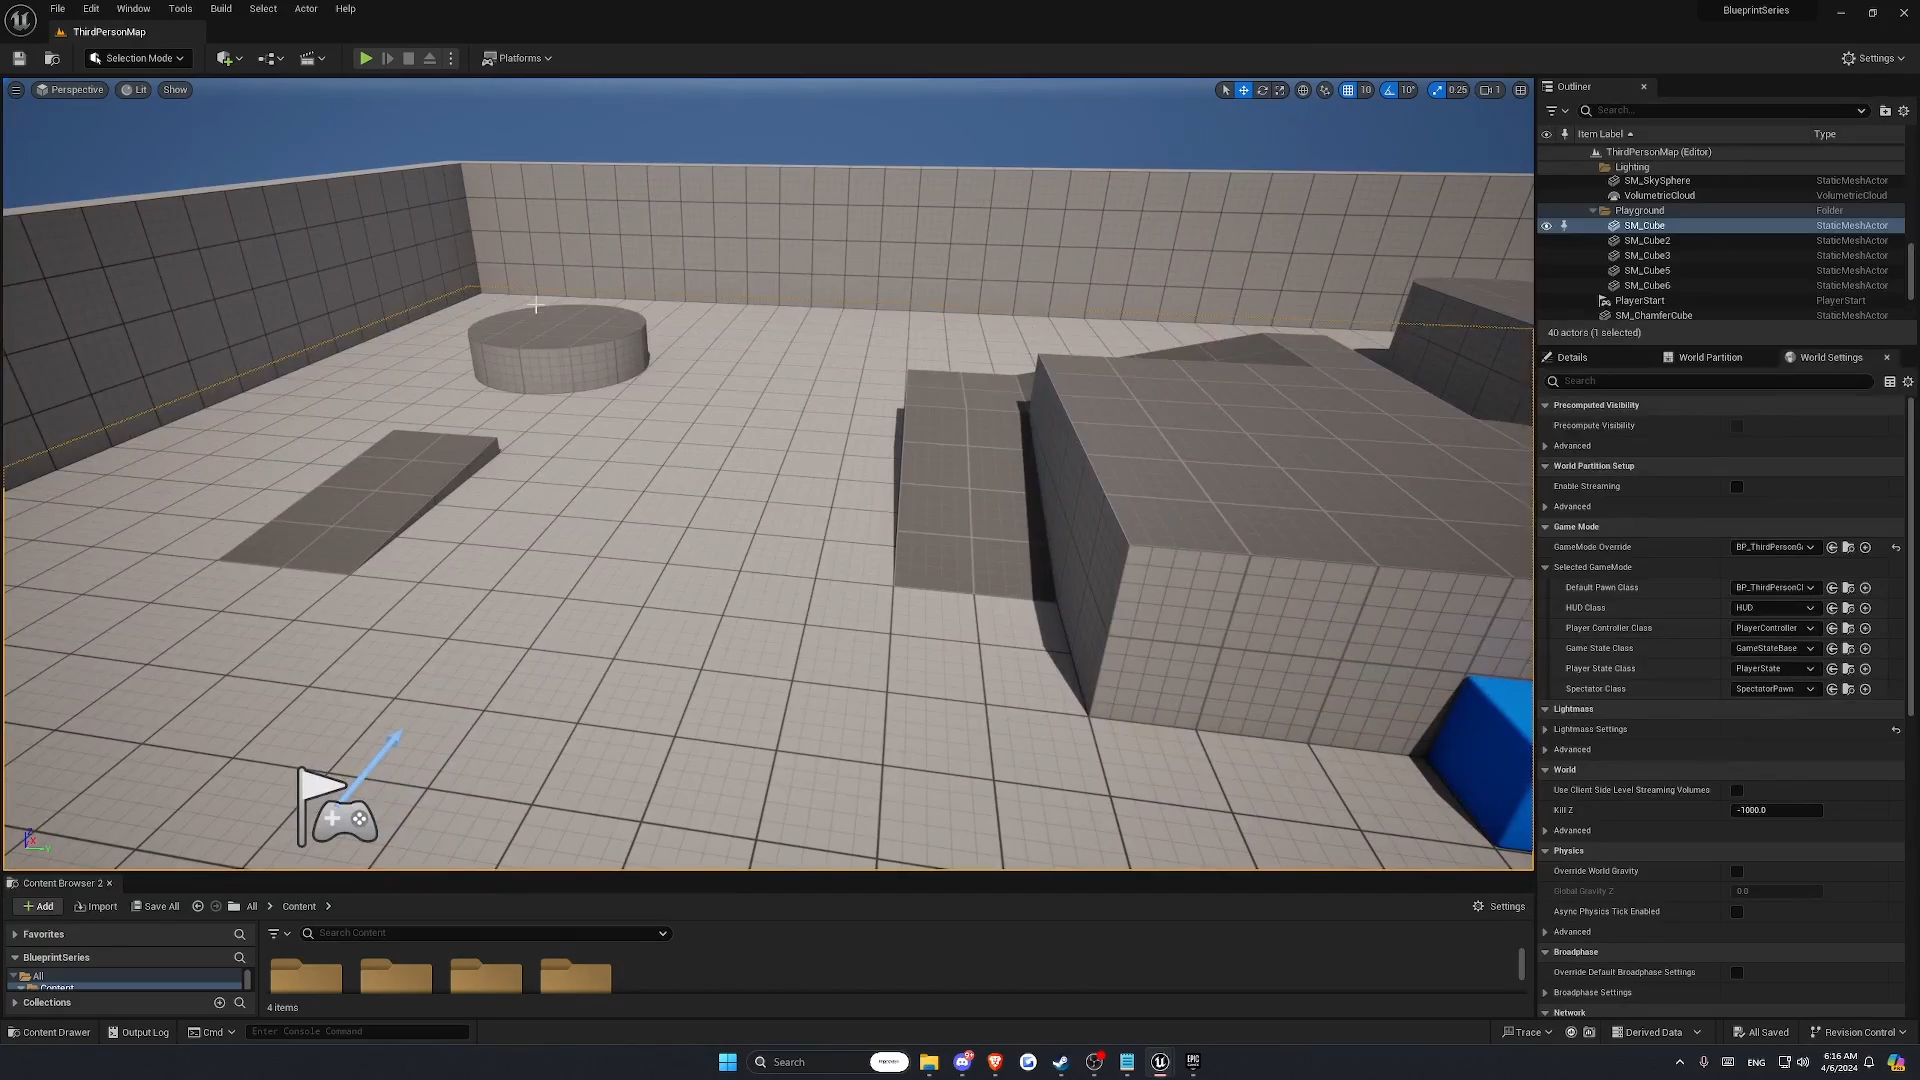 File Edit Window Tools Build Select Actor Help
BlueprintSeries
ThirdPersonMap
Selection Mode
Platforms
Settings
Perspective Lit Show
10 10° 0.25 1
Outliner
Search...
Item Label Type
ThirdPersonMap (Editor)
Lighting
SM_SkySphere StaticMeshActor
VolumetricCloud VolumetricCloud
Playground Folder
SM_Cube StaticMeshActor
SM_Cube2 StaticMeshActor
SM_Cube3 StaticMeshActor
SM_Cube5 StaticMeshActor
SM_Cube6 StaticMeshActor
PlayerStart PlayerStart
SM_ChamferCube StaticMeshActor
40 actors (1 selected)
Details World Partition World Settings
Search
Precomputed Visibility
Precompute Visibility
Advanced
World Partition Setup
Enable Streaming
Advanced
Game Mode
GameMode Override BP_ThirdPersonG
Selected GameMode
Default Pawn Class BP_ThirdPersonCl
HUD Class HUD
Player Controller Class PlayerController
Game State Class GameStateBase
Player State Class PlayerState
Spectator Class SpectatorPawn
Lightmass
Lightmass Settings
Advanced
World
Use Client Side Level Streaming Volumes
Kill Z -1000.0
Advanced
Physics
Override World Gravity
Global Gravity Z 0.0
Async Physics Tick Enabled
Advanced
Broadphase
Override Default Broadphase Settings
Broadphase Settings
Network
Content Browser 2
Add Import Save All All Content Settings
Favorites
Search Content
BlueprintSeries
All
Content
Collections
4 items
Content Drawer Output Log Cmd Enter Console Command
Trace Derived Data All Saved Revision Control
Search
ENG
6:16 AM
4/6/2024